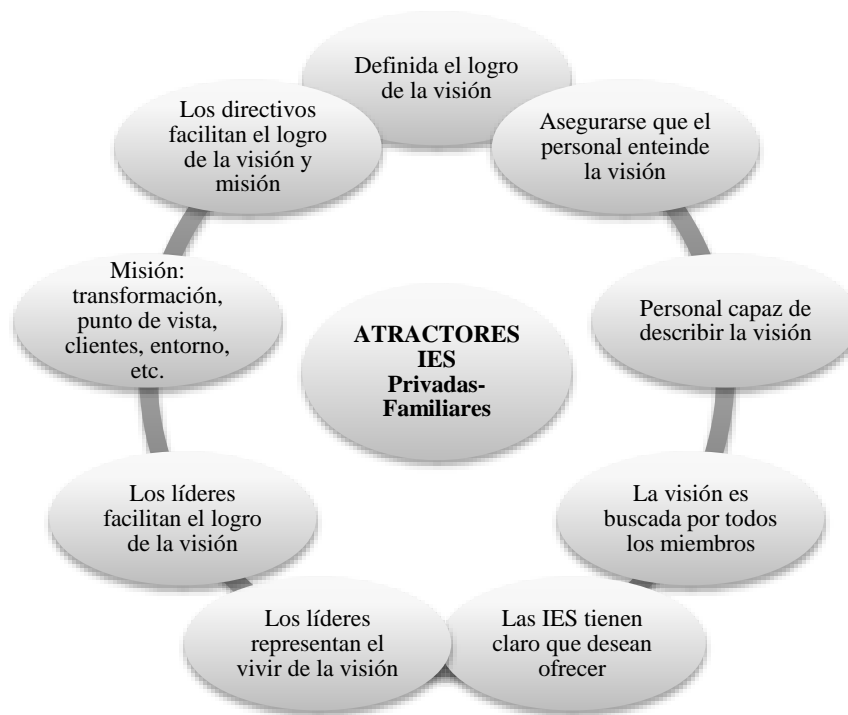 Definida el logro
de la visión
Asegurarse que el
personal enteinde
la visión
Personal capaz de
describir la visión
La visión es
buscada por todos
los miembros
Las IES tienen
claro que desean
ofrecer
Los líderes
representan el
vivir de la visión
Los líderes
facilitan el logro
de la visión
Misión:
transformación,
punto de vista,
clientes, entorno,
etc.
Los directivos
facilitan el logro
de la visión y
misión
ATRACTORES
IES
Privadas-
Familiares